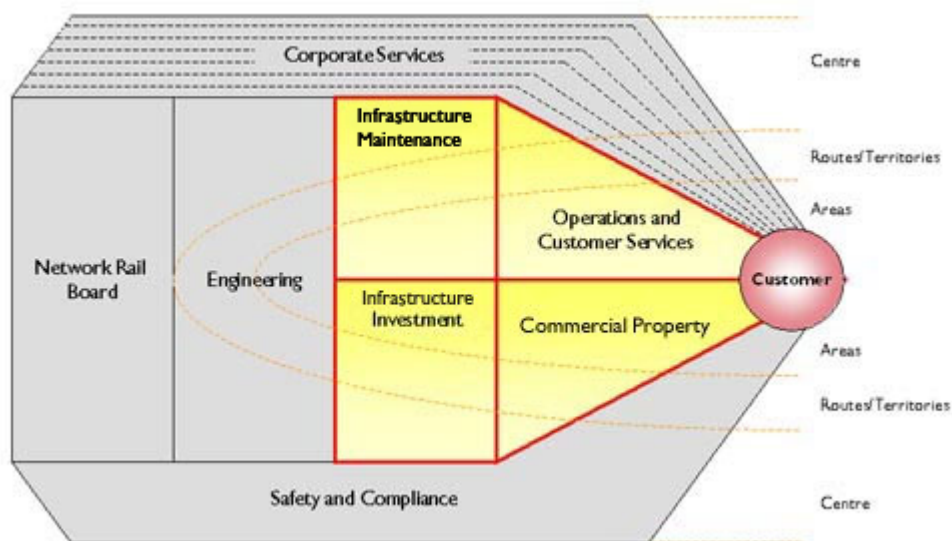 Corporate Services
Centre
Infrastructure
Maintenance
Routes/Territories
Areas
Operations and
Customer Services
Network Rail
Board
Engineering
Customer
Infrastructure
Investment
Commercial Property
Areas
Routes/Territories
Safety and Compliance
Centre